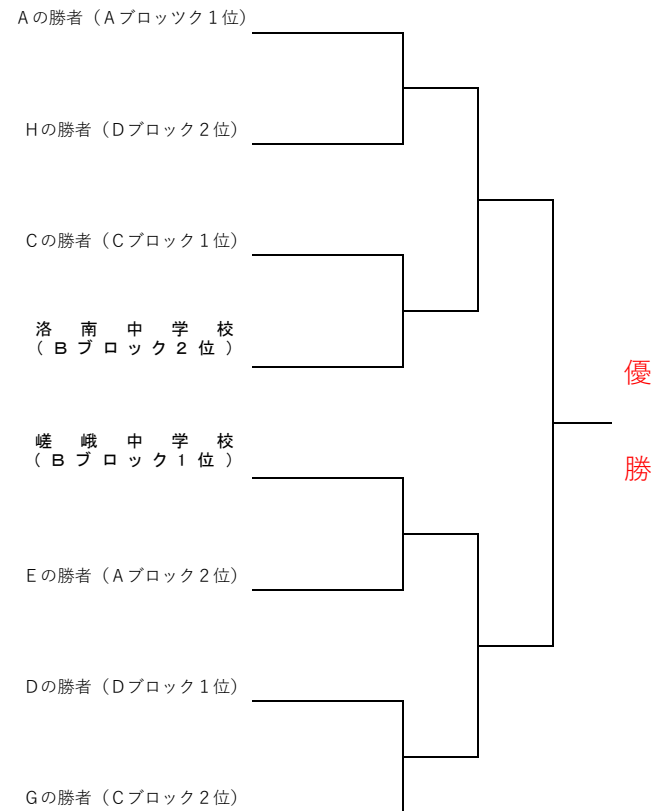 Aの勝者（Aブロッツク１位）
Hの勝者（Dブロック２位）
Cの勝者（Cブロック１位）
洛南中学校
（Bブロック２位）
優
勝
嵯峨中学校
（Bブロック１位）
Eの勝者（Aブロック２位）
Dの勝者（Dブロック１位）
Gの勝者（Cブロック２位）